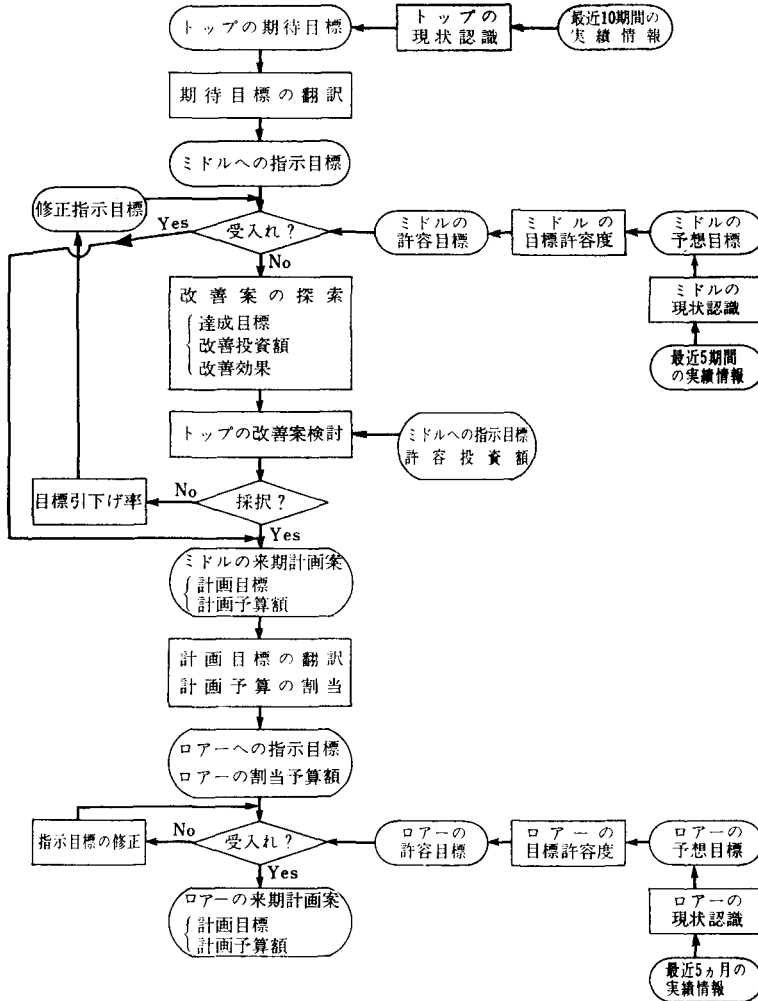 トップの期待目標
トップの
現状認識
最近10期間の
実績情報
期待目標の翻訳
ミドルへの指示目標
修正指示目標
Yes
受入れ?
ミドルの
許容目標
ミドルの
目標許容度
ミドルの
予想目標
No
ミドルの
現状認識
改善案の探索
達成目標
改善投資額
改善効果
最近5期間
の実績情報
トップの改善案検討
ミドルへの指示目標
許容投資額
目標引下げ率
No
採択?
Yes
ミドルの来期計画案
計画目標
計画予算額
計画目標の翻訳
計画予算の割当
ロアーへの指示目標
ロアーの割当予算額
指示目標の修正
No
受入れ?
ロアーの
許容目標
ロアーの
目標許容度
ロアーの
予想目標
Yes
ロアーの来期計画案
計画目標
計画予算額
ロアーの
現状認識
最近5ヵ月の
実績情報